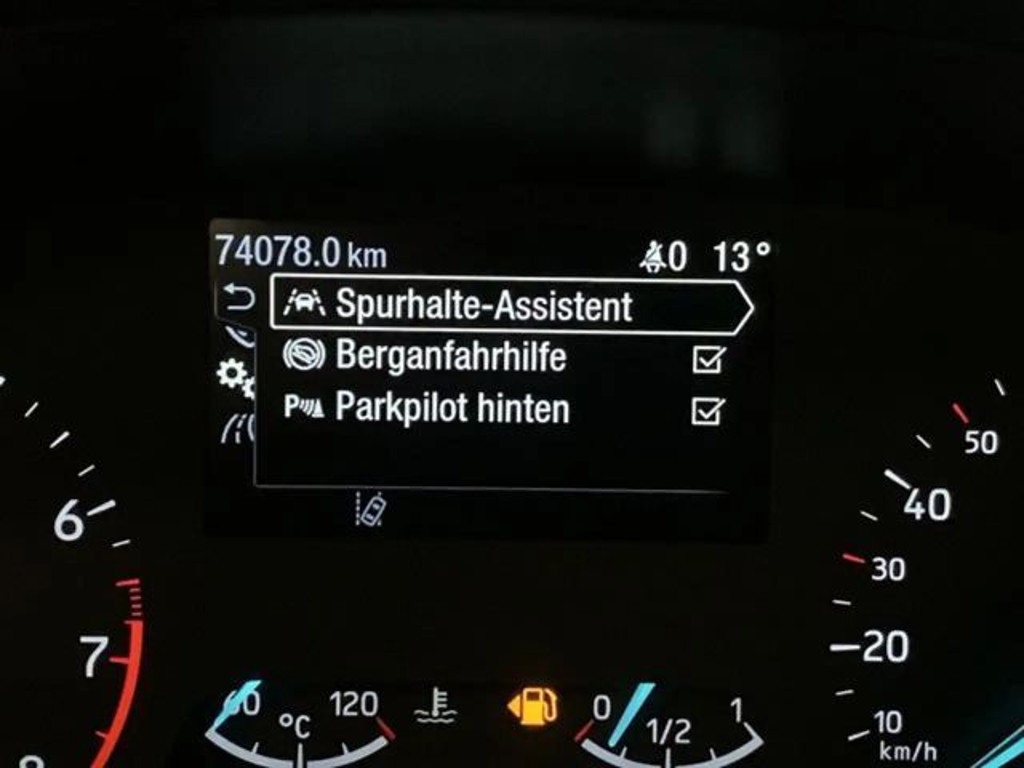 74078.0 km 0 13°
Spurhalte-Assistent
Berganfahrhilfe
P Parkpilot hinten
50
6 40
30
7 20
60 120 0 1
°C 1/2 10
km/h